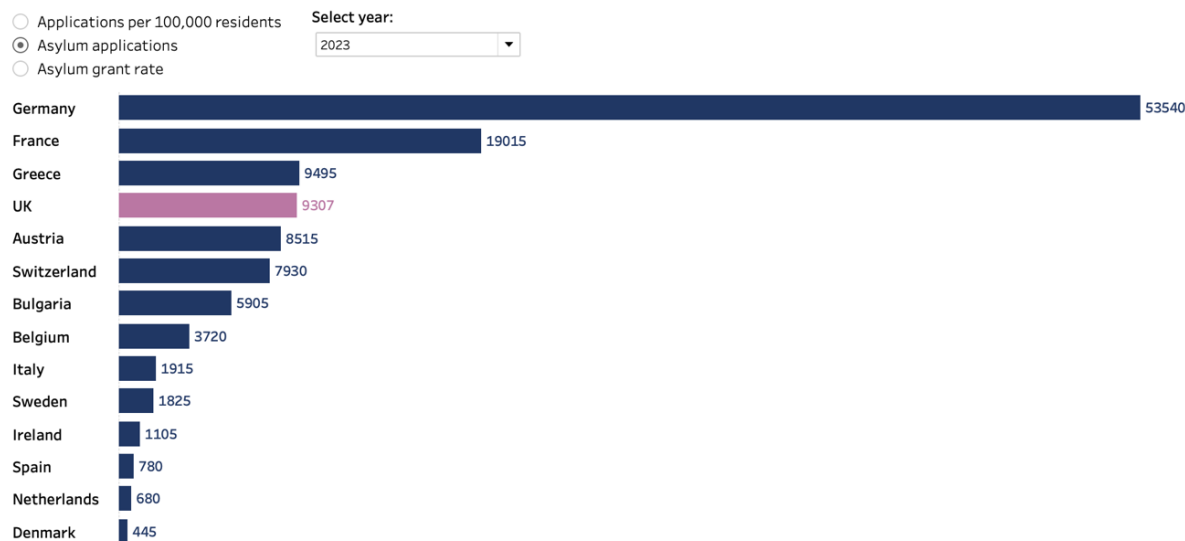 Applications per 100,000 residents
Asylum applications
Asylum grant rate
Select year:
2023
Germany 53540
France 19015
Greece 9495
UK 9307
Austria 8515
Switzerland 7930
Bulgaria 5905
Belgium 3720
Italy 1915
Sweden 1825
Ireland 1105
Spain 780
Netherlands 680
Denmark 445